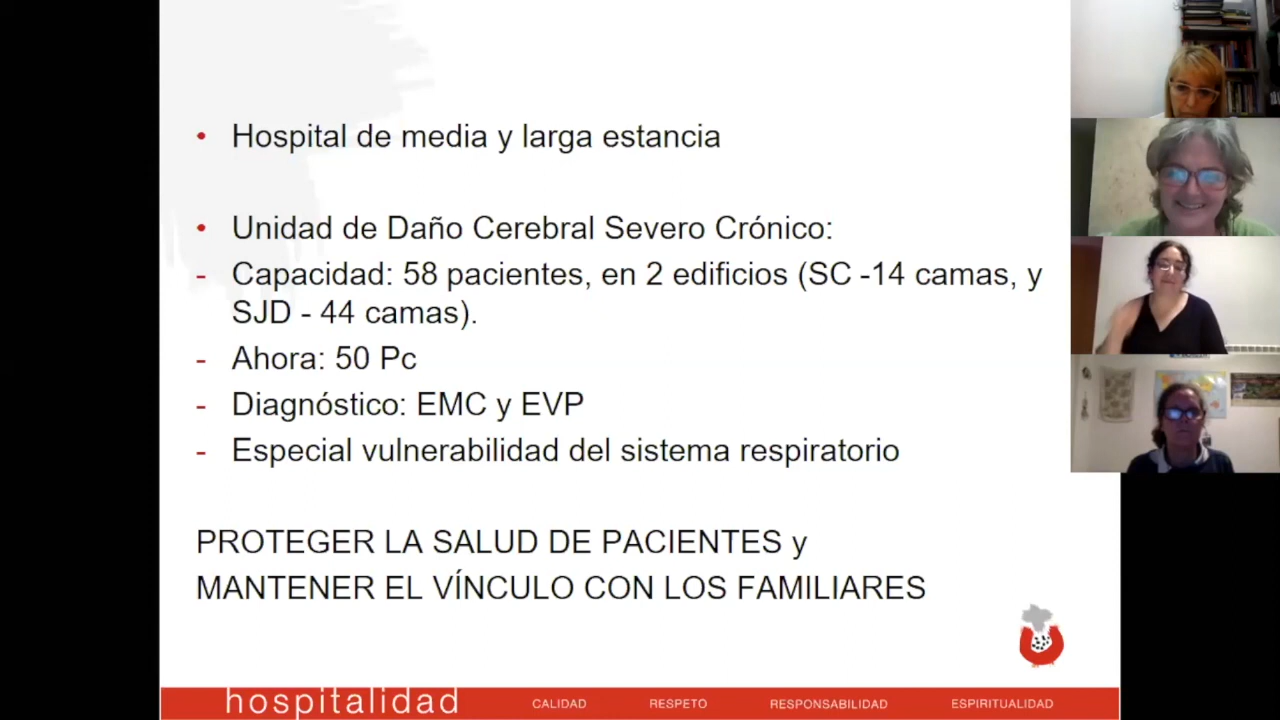 • Hospital de media y larga estancia
• Unidad de Daño Cerebral Severo Crónico:
- Capacidad: 58 pacientes, en 2 edificios (SC -14 camas, y
SJD - 44 camas).
- Ahora: 50 Pc
- Diagnóstico: EMC y EVP
- Especial vulnerabilidad del sistema respiratorio
PROTEGER LA SALUD DE PACIENTES y
MANTENER EL VÍNCULO CON LOS FAMILIARES
hospitalidad CALIDAD RESPETO RESPONSABILIDAD ESPIRITUALIDAD